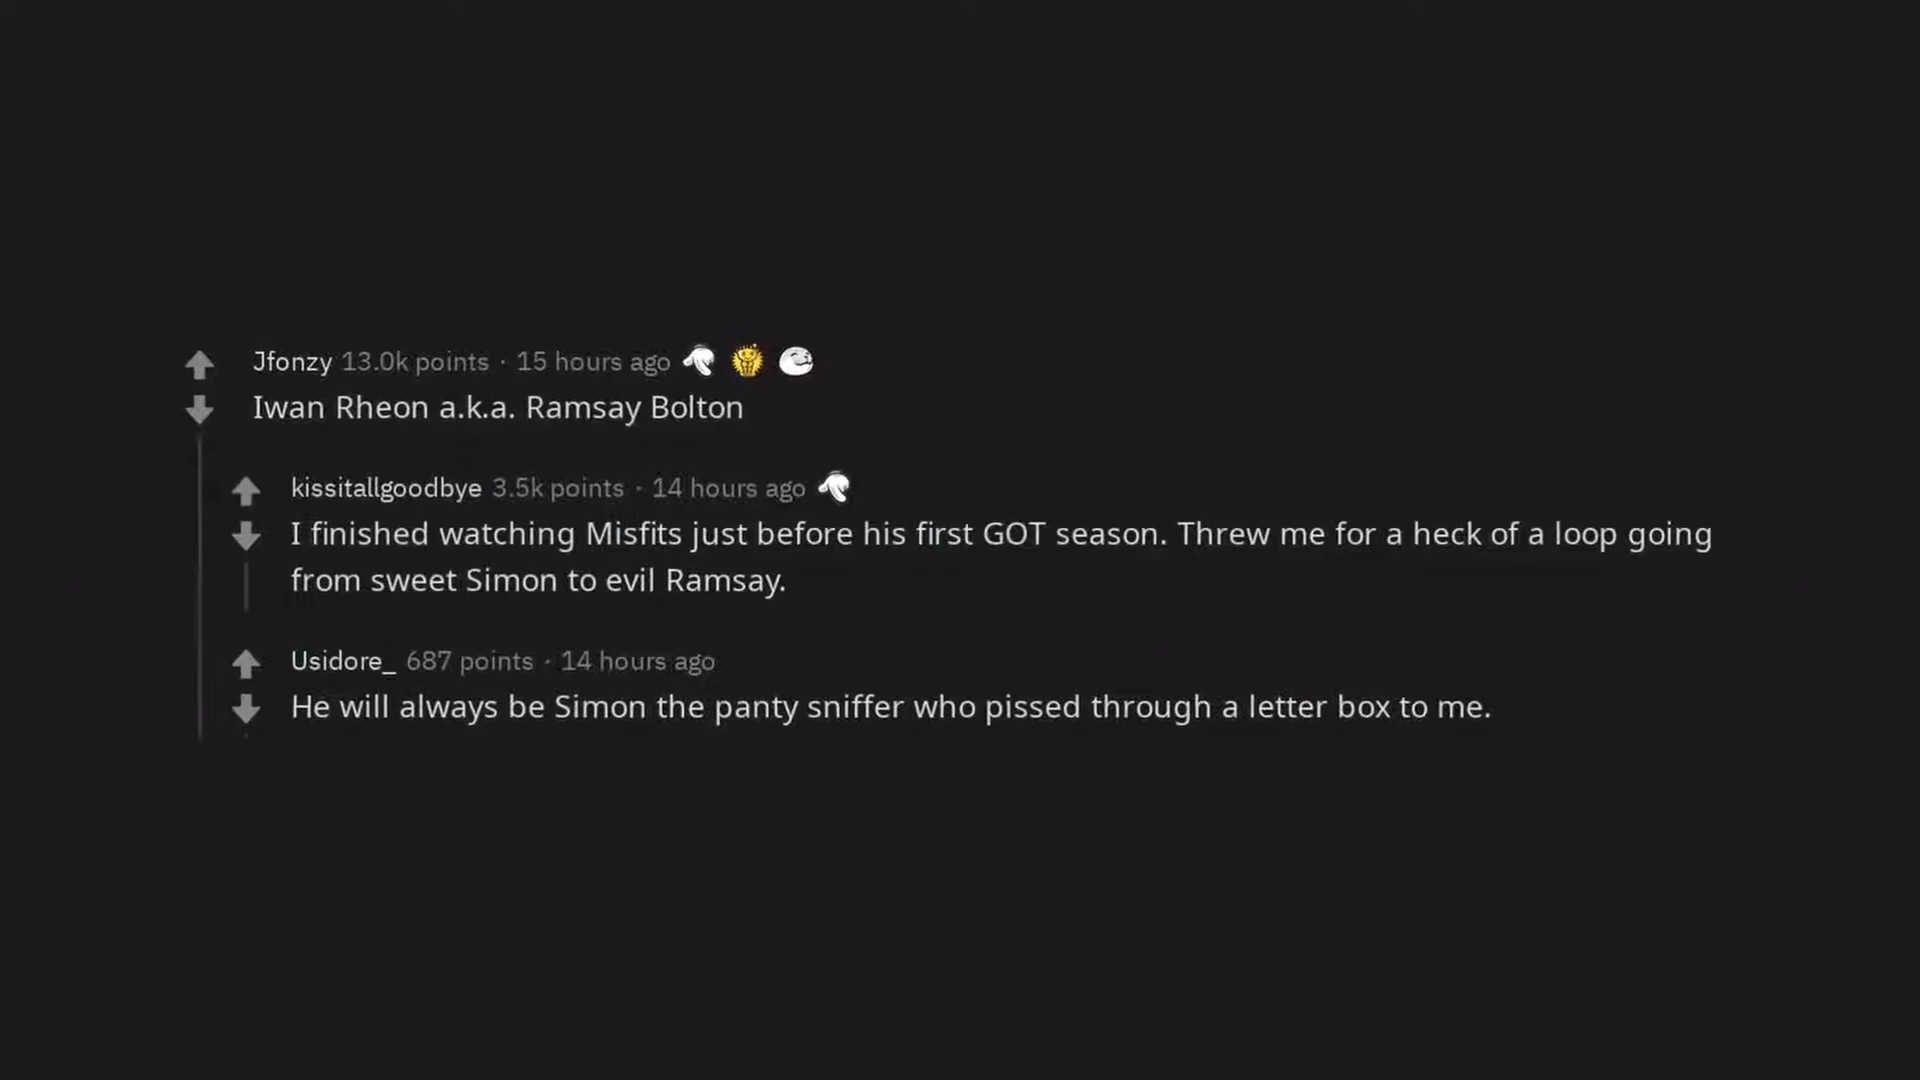 Jfonzy 13.0k points · 15 hours ago
Iwan Rheon a.k.a. Ramsay Bolton
kissitallgoodbye 3.5k points · 14 hours ago
I finished watching Misfits just before his first GOT season. Threw me for a heck of a loop going
from sweet Simon to evil Ramsay.
Usidore_ 687 points · 14 hours ago
He will always be Simon the panty sniffer who pissed through a letter box to me.